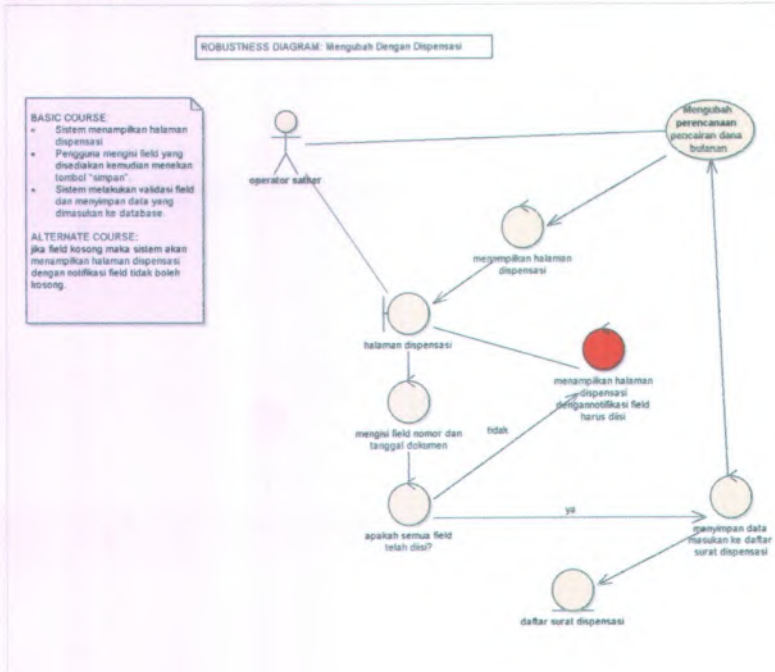 ROBUSTNESS DIAGRAM: Mengubah Dengan Dispensasi
BASIC COURSE:
• Sistem menampilkan halaman
dispensasi
• Pengguna mengisi field yang
disediakan kemudian menekan
tombol "simpan".
• Sistem melakukan validasi field
dan menyimpan data yang
dimasukan ke database.
ALTERNATE COURSE:
jika field kosong maka sistem akan
menampilkan halaman dispensasi
dengan notifikasi field tidak boleh
kosong.
operator satker
Mengubah
perencanaan
pencairan dana
bulanan
menampilkan halaman
dispensasi
halaman dispensasi
menampilkan halaman
dispensasi
dengannotifikasi field
harus diisi
mengisi field nomor dan
tanggal dokumen
tidak
apakah semua field
telah diisi?
ya
menyimpan data
masukan ke daftar
surat dispensasi
daftar surat dispensasi